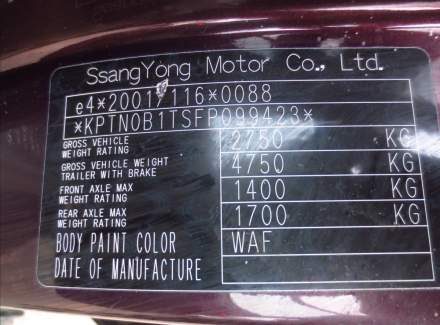 SsangYong Motor Co., Ltd.
e4*2001/116*0088
*KPTN0B1TSFP099423*
GROSS VEHICLE WEIGHT RATING 2750 KG
GROSS VEHICLE WEIGHT TRAILER WITH BRAKE 4750 KG
FRONT AXLE MAX WEIGHT RATING 1400 KG
REAR AXLE MAX WEIGHT RATING 1700 KG
BODY PAINT COLOR WAF
DATE OF MANUFACTURE